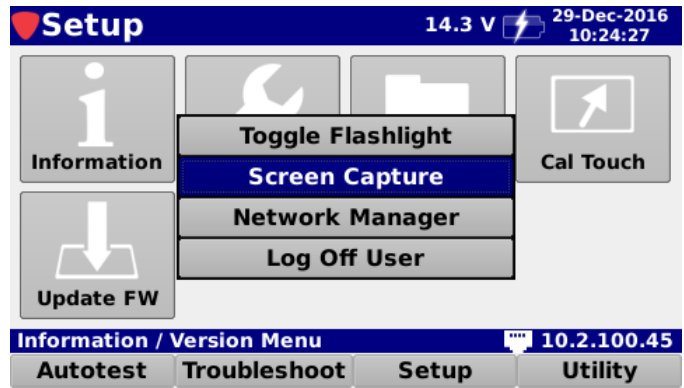 Setup
14.3 V
29-Dec-2016
10:24:27
Information
Cal Touch
Toggle Flashlight
Screen Capture
Network Manager
Log Off User
Update FW
Information / Version Menu
10.2.100.45
Autotest
Troubleshoot
Setup
Utility